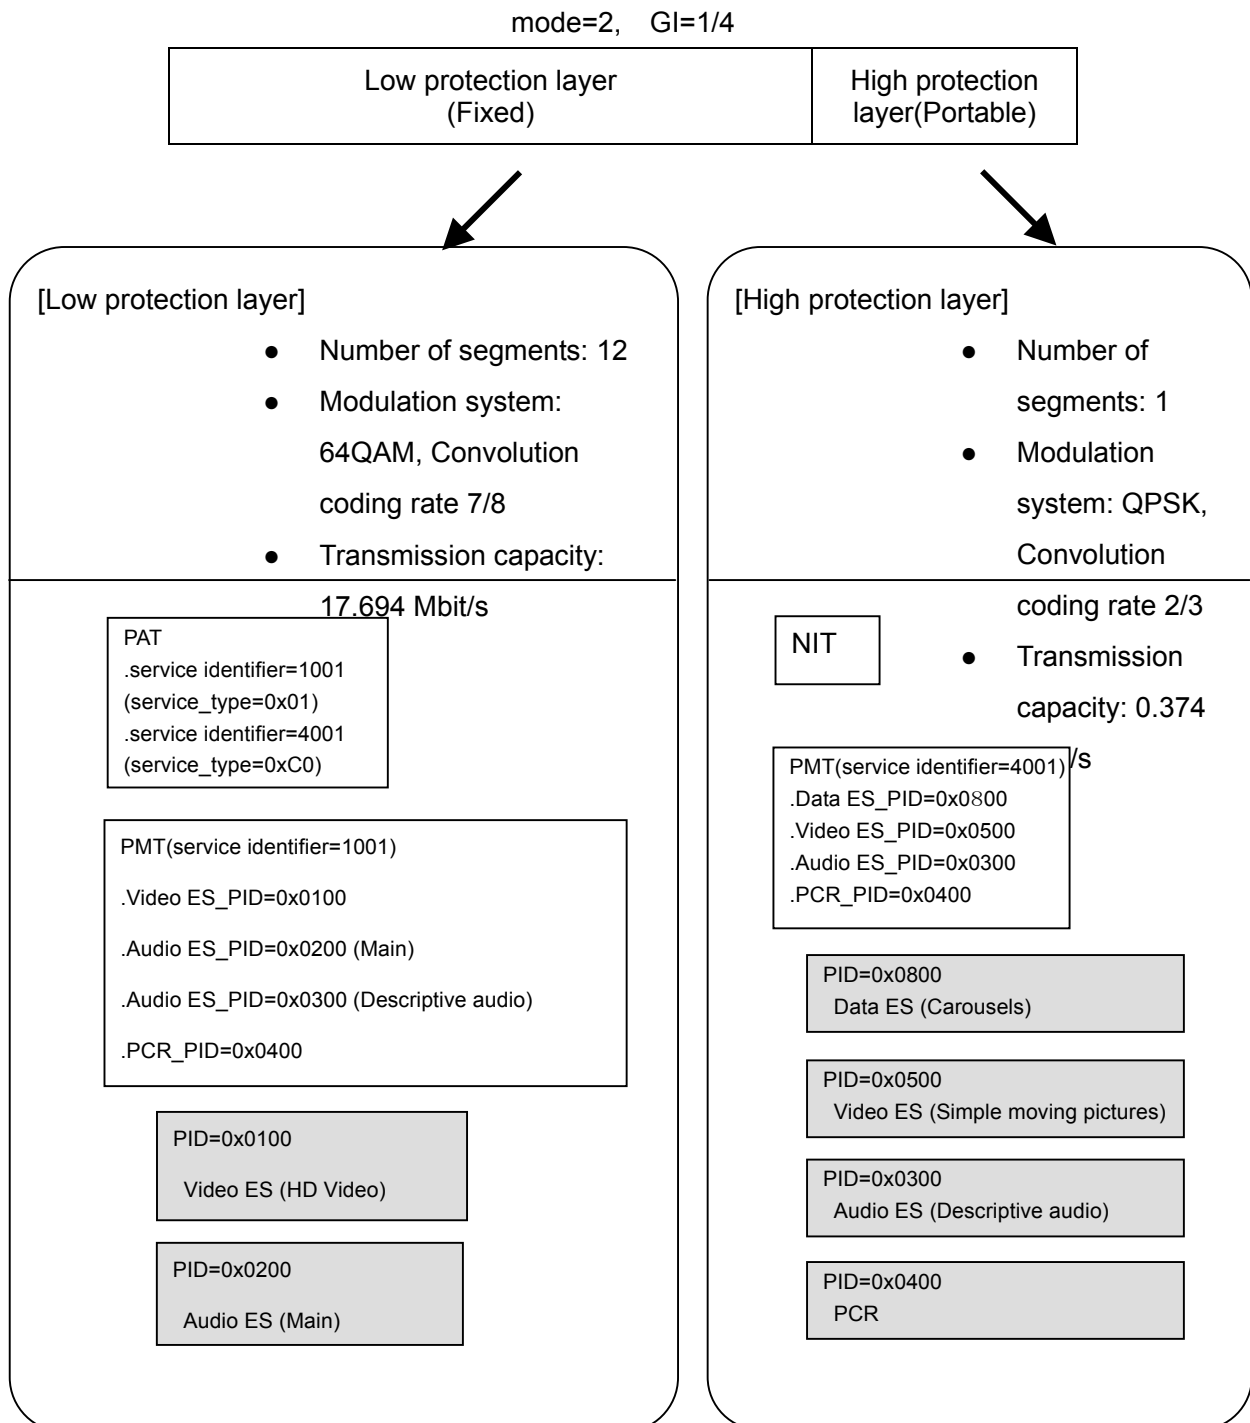 mode=2, GI=1/4
Low protection layer
(Fixed)
High protection
layer(Portable)
[Low protection layer]
● Number of segments: 12
● Modulation system:
64QAM, Convolution
coding rate 7/8
● Transmission capacity:
17.694 Mbit/s
PAT
.service identifier=1001
(service_type=0x01)
.service identifier=4001
(service_type=0xC0)
PMT(service identifier=1001)
.Video ES_PID=0x0100
.Audio ES_PID=0x0200 (Main)
.Audio ES_PID=0x0300 (Descriptive audio)
.PCR_PID=0x0400
PID=0x0100
Video ES (HD Video)
PID=0x0200
Audio ES (Main)
[High protection layer]
● Number of
segments: 1
● Modulation
system: QPSK,
Convolution
coding rate 2/3
● Transmission
capacity: 0.374
/s
NIT
PMT(service identifier=4001)
.Data ES_PID=0x0800
.Video ES_PID=0x0500
.Audio ES_PID=0x0300
.PCR_PID=0x0400
PID=0x0800
Data ES (Carousels)
PID=0x0500
Video ES (Simple moving pictures)
PID=0x0300
Audio ES (Descriptive audio)
PID=0x0400
PCR